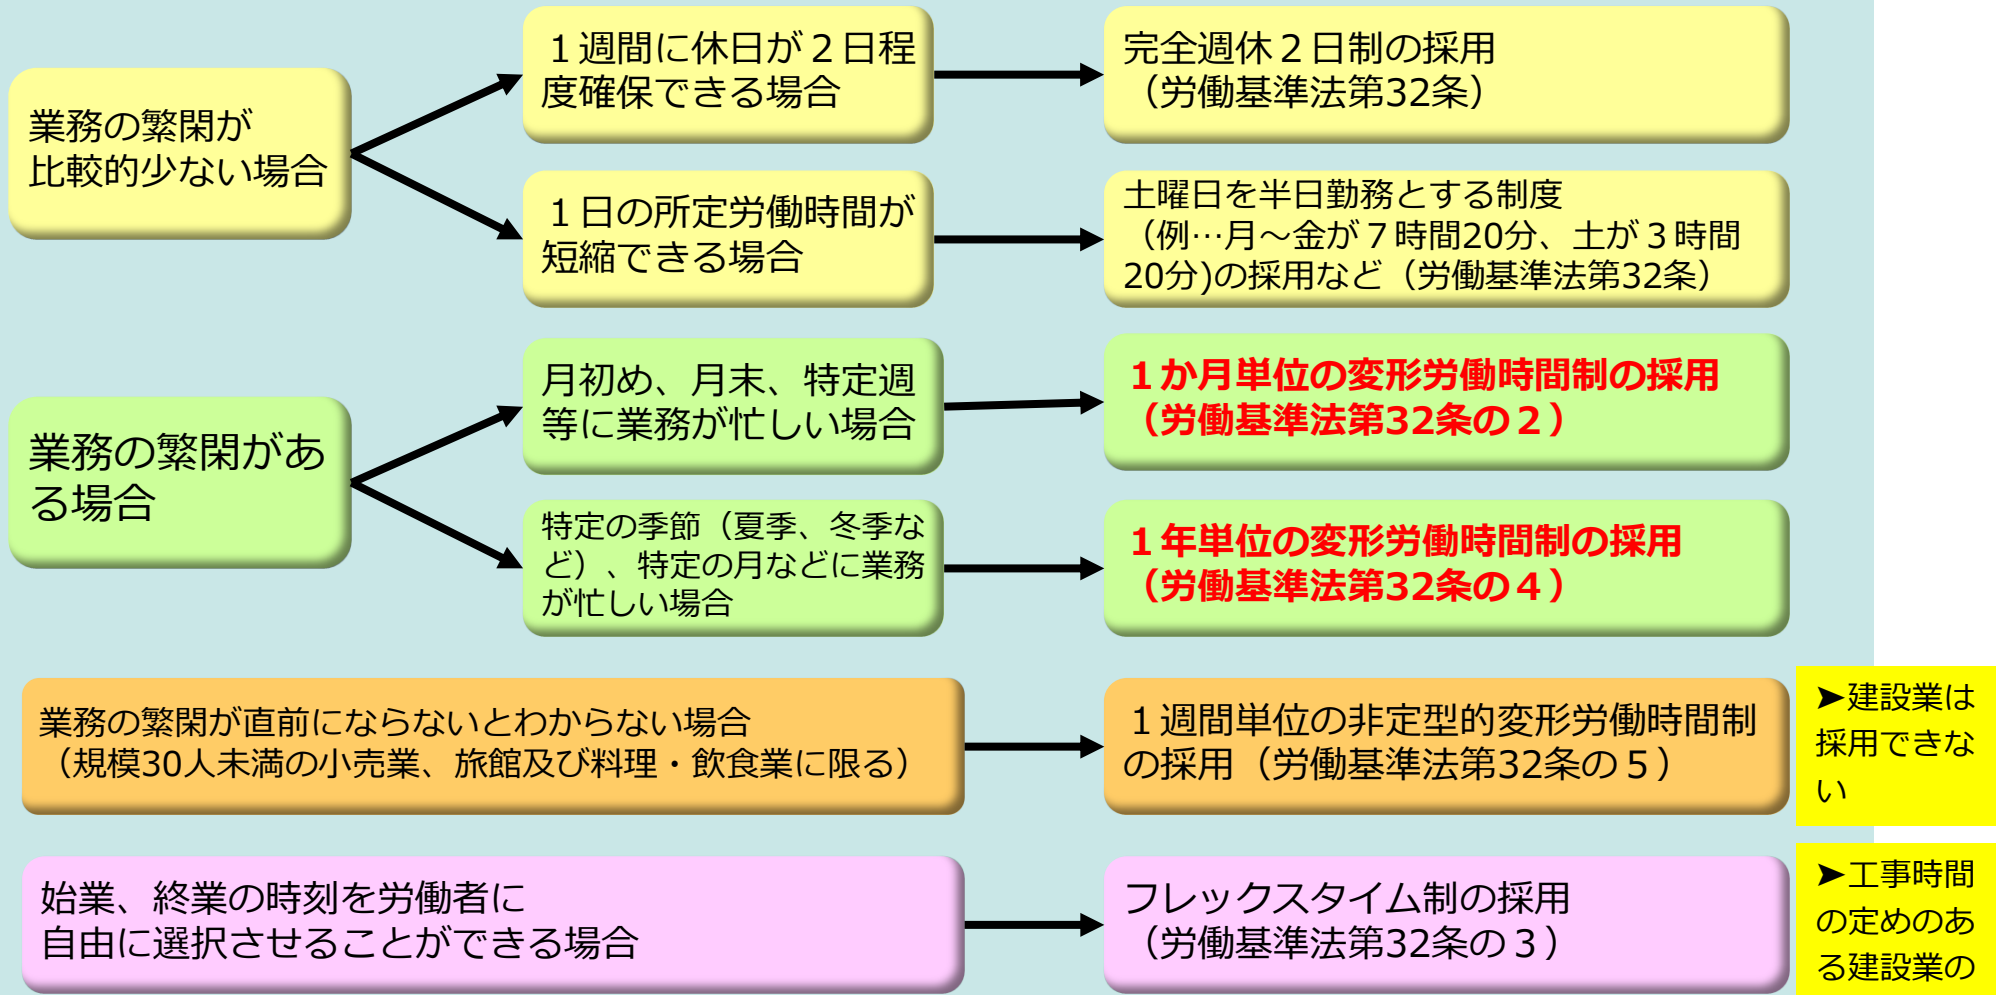 業務の繁閑が
比較的少ない場合
１週間に休日が２日程
度確保できる場合
完全週休２日制の採用
（労働基準法第32条）
１日の所定労働時間が
短縮できる場合
土曜日を半日勤務とする制度
（例…月～金が７時間20分、土が３時間
20分)の採用など（労働基準法第32条）
業務の繁閑があ
る場合
月初め、月末、特定週
等に業務が忙しい場合
１か月単位の変形労働時間制の採用
（労働基準法第32条の２）
特定の季節（夏季、冬季な
ど）、特定の月などに業務
が忙しい場合
１年単位の変形労働時間制の採用
（労働基準法第32条の４）
業務の繁閑が直前にならないとわからない場合
（規模30人未満の小売業、旅館及び料理・飲食業に限る）
１週間単位の非定型的変形労働時間制
の採用（労働基準法第32条の５）
➤建設業は
採用できな
い
始業、終業の時刻を労働者に
自由に選択させることができる場合
フレックスタイム制の採用
（労働基準法第32条の３）
➤工事時間
の定めのあ
る建設業の